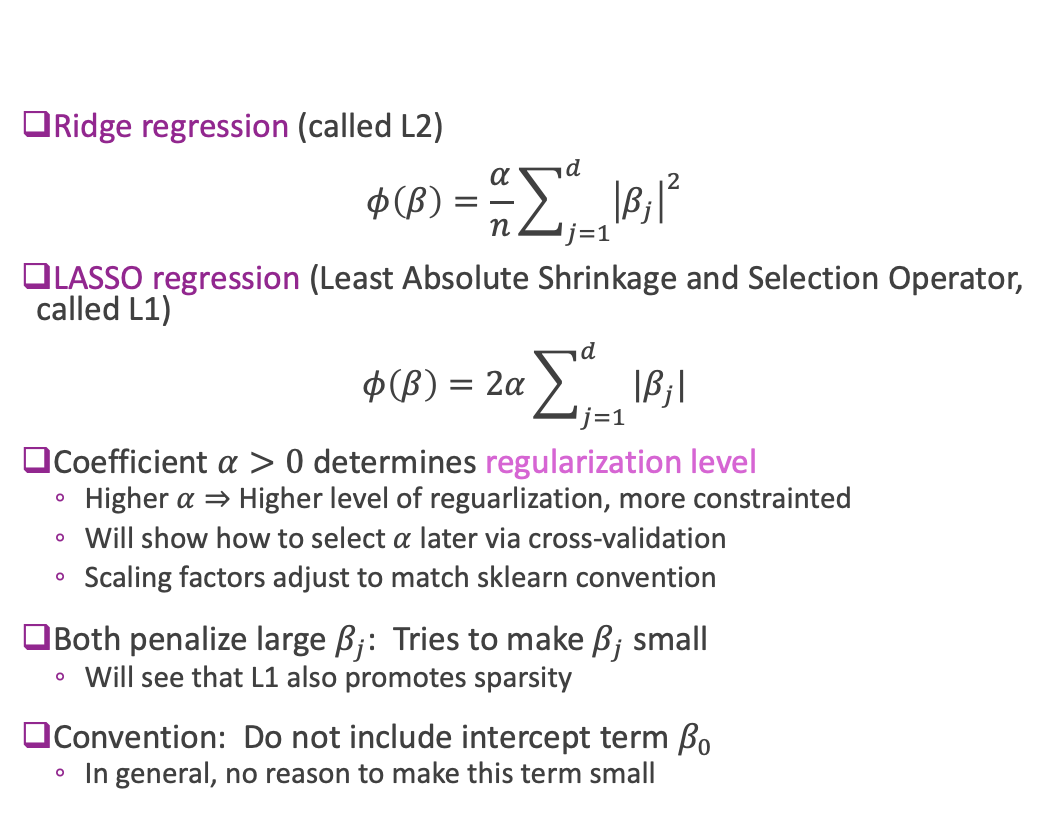 ❑Ridge regression (called L2)
ϕ(β) = α/n ∑_{j=1}^{d} |β_j|^2
❑LASSO regression (Least Absolute Shrinkage and Selection Operator,
called L1)
ϕ(β) = 2α ∑_{j=1}^{d} |β_j|
❑Coefficient α > 0 determines regularization level
◦ Higher α ⇒ Higher level of reguarlization, more constrainted
◦ Will show how to select α later via cross-validation
◦ Scaling factors adjust to match sklearn convention
❑Both penalize large β_j:  Tries to make β_j small
◦ Will see that L1 also promotes sparsity
❑Convention:  Do not include intercept term β_0
◦ In general, no reason to make this term small